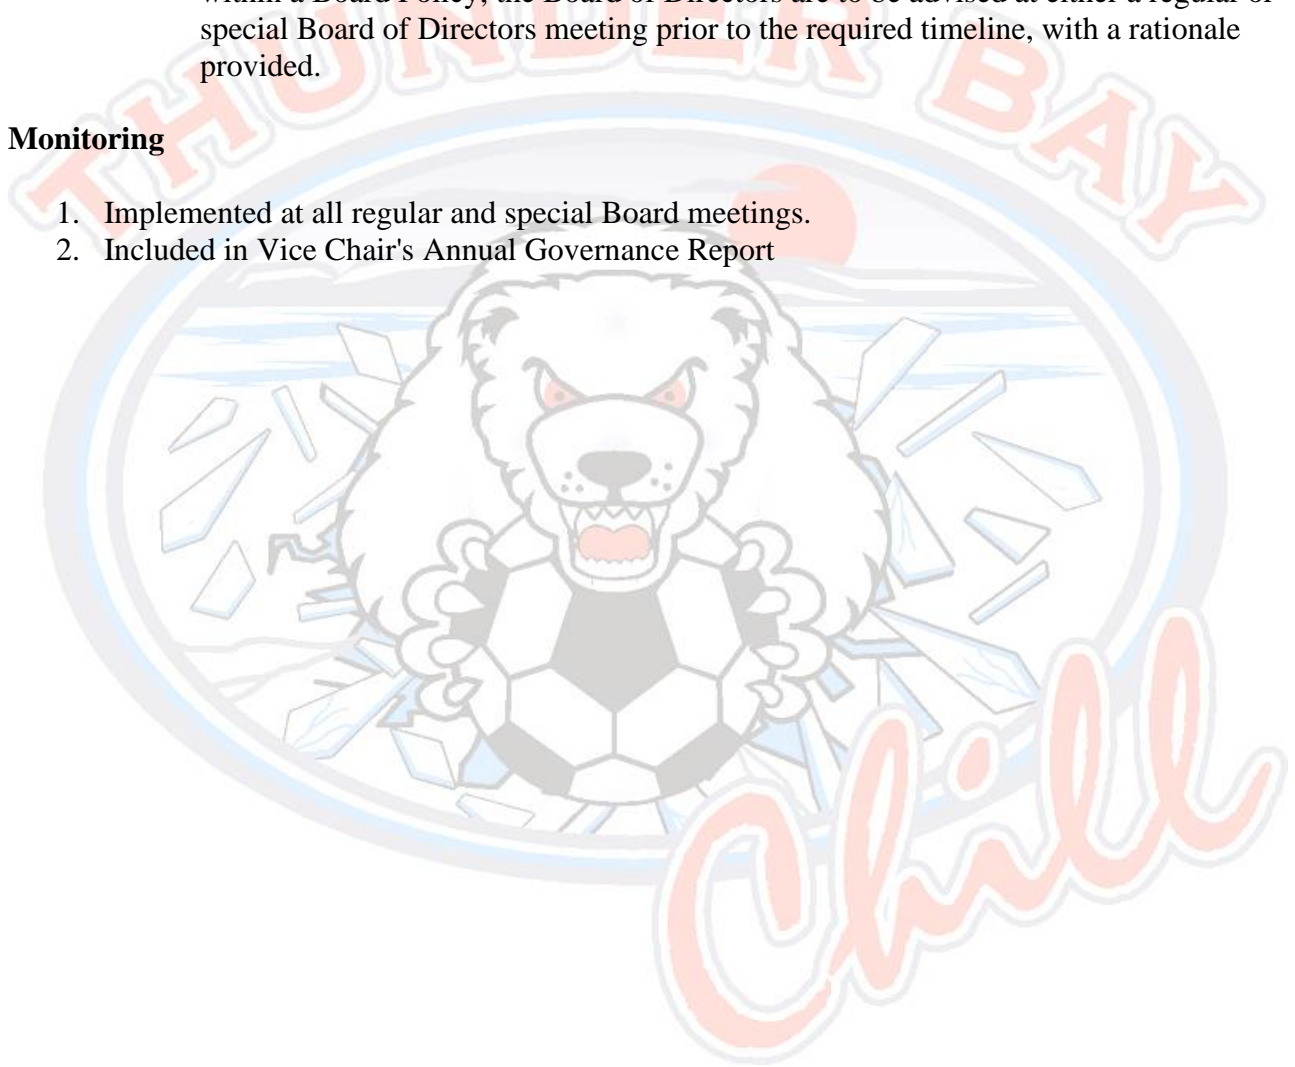 within a Board Policy, the Board of Directors are to be advised at either a regular or
special Board of Directors meeting prior to the required timeline, with a rationale
provided.
Monitoring
1. Implemented at all regular and special Board meetings.
2. Included in Vice Chair's Annual Governance Report
THUNDER BAY
Chill